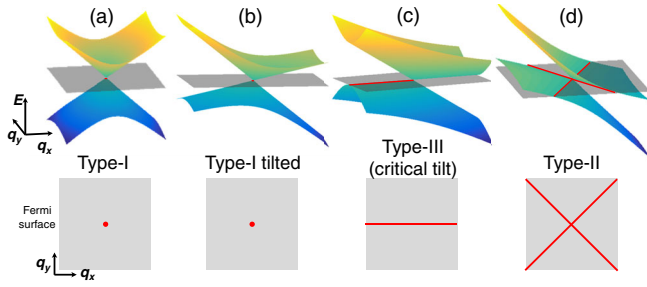 (a) (b) (c) (d)
E
q_y
q_x
Type-I Type-I tilted Type-III Type-II
(critical tilt)
Fermi
surface
q_y
q_x